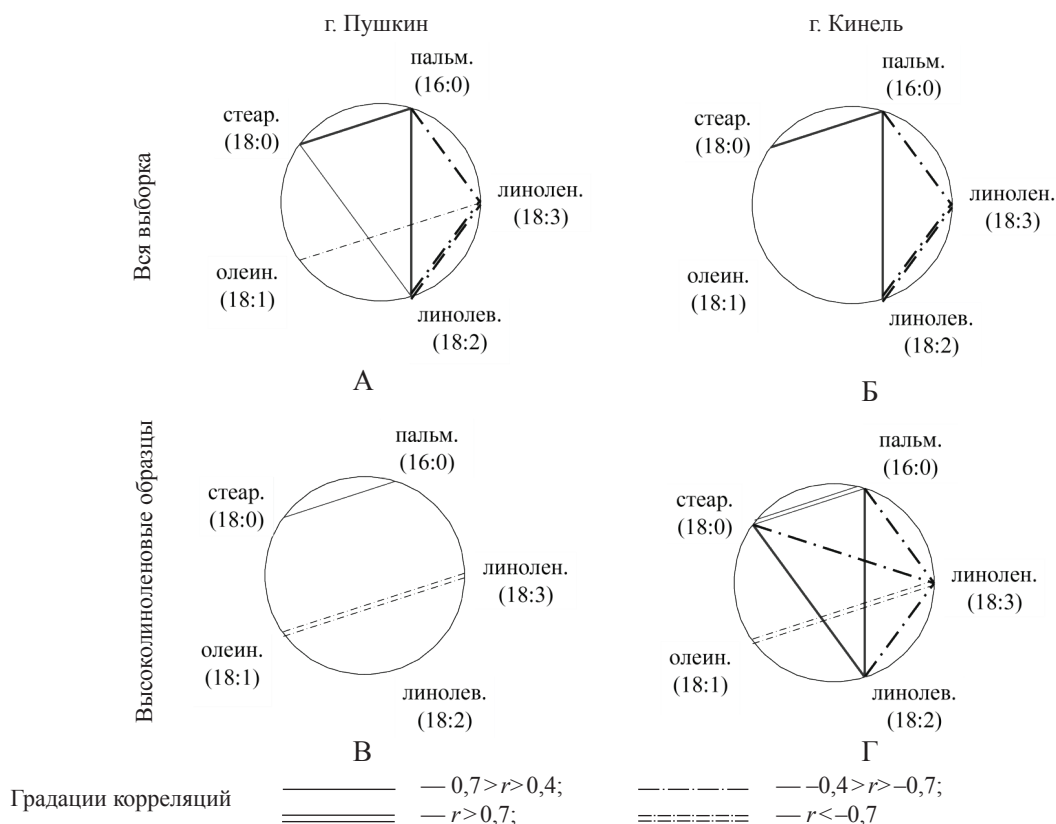 г. Пушкин
г. Кинель
Вся выборка
пальм.
(16:0)
стеар.
(18:0)
линолен.
(18:3)
олеин.
(18:1)
линолев.
(18:2)
А
пальм.
(16:0)
стеар.
(18:0)
линолен.
(18:3)
олеин.
(18:1)
линолев.
(18:2)
Б
Высоколиноленовые образцы
пальм.
(16:0)
стеар.
(18:0)
линолен.
(18:3)
олеин.
(18:1)
линолев.
(18:2)
В
пальм.
(16:0)
стеар.
(18:0)
линолен.
(18:3)
олеин.
(18:1)
линолев.
(18:2)
Г
Градации корреляций
— 0,7>r>0,4;
— –0,4>r>–0,7;
— r>0,7;
— r<–0,7